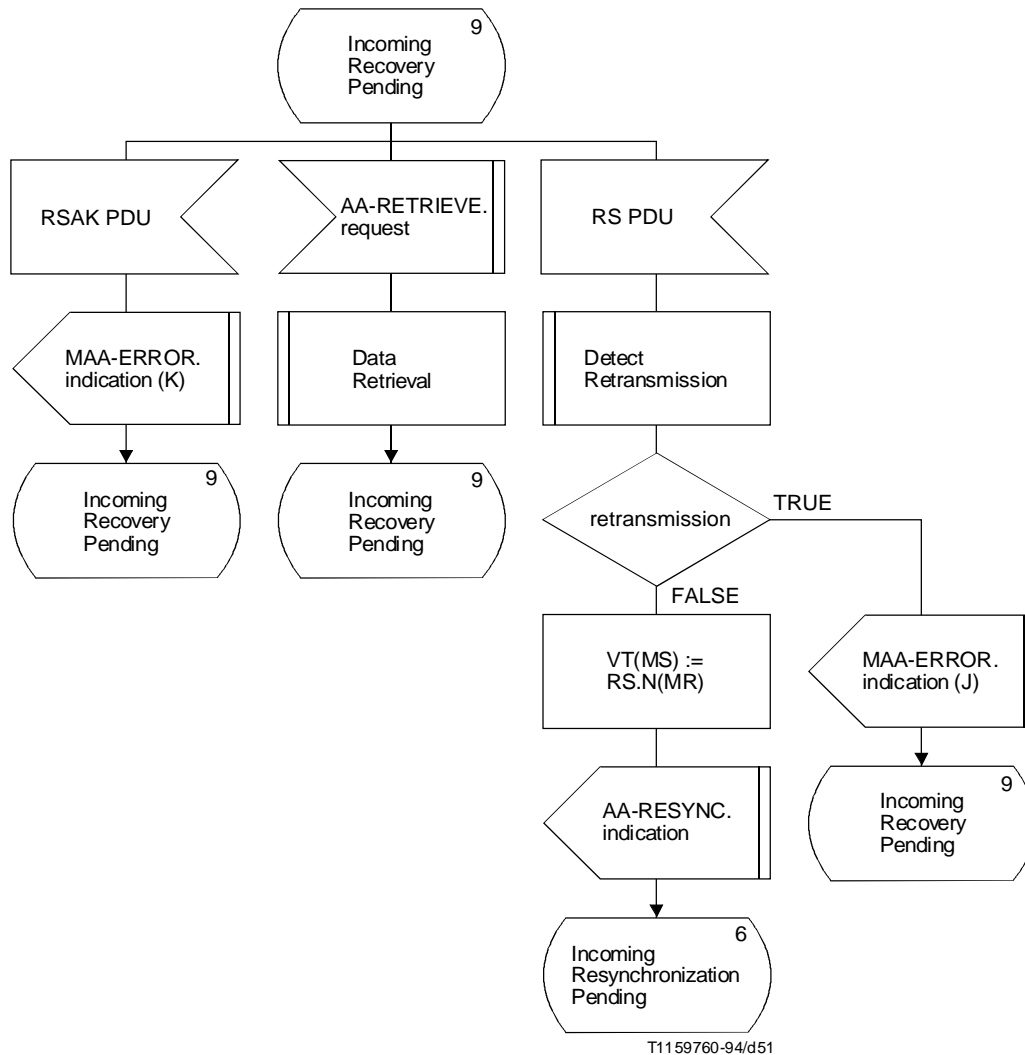 9
Incoming
Recovery
Pending
RSAK PDU
AA-RETRIEVE.
request
RS PDU
MAA-ERROR.
indication (K)
Data
Retrieval
Detect
Retransmission
9
Incoming
Recovery
Pending
9
Incoming
Recovery
Pending
retransmission
TRUE
FALSE
VT(MS) :=
RS.N(MR)
MAA-ERROR.
indication (J)
AA-RESYNC.
indication
9
Incoming
Recovery
Pending
6
Incoming
Resynchronization
Pending
T1159760-94/d51